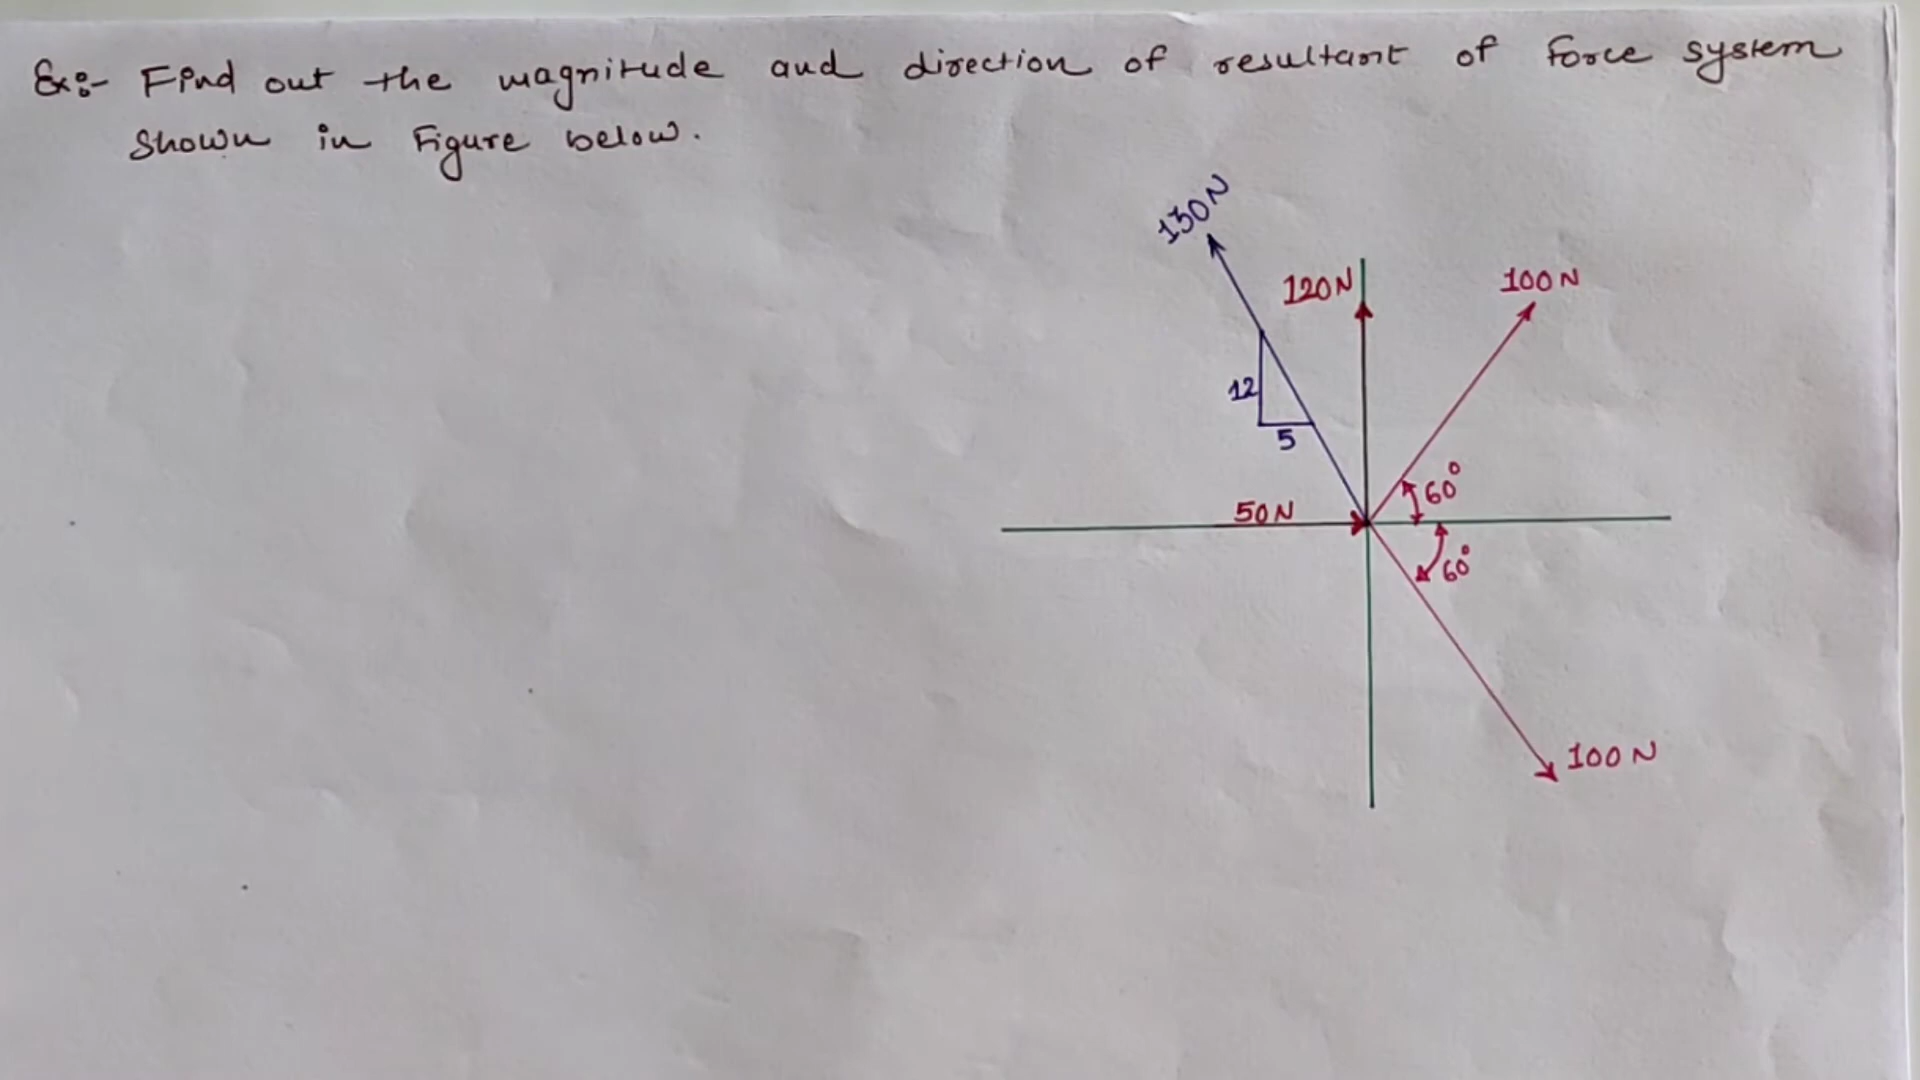 Ex:- Find out the magnitude and direction of resultant of force system
shown in Figure below.
130N
120N
100N
12
5
60°
50N
60°
100N